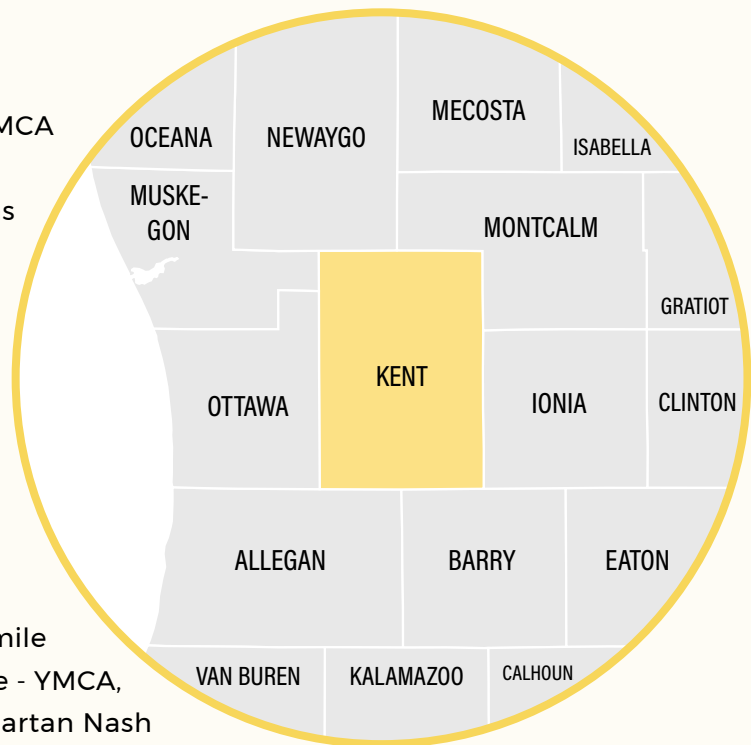 MCA
s
mile
e - YMCA,
artan Nash
OCEANA
NEWAYGO
MECOSTA
ISABELLA
MUSKE-
GON
MONTCALM
GRATIOT
KENT
OTTAWA
IONIA
CLINTON
ALLEGAN
BARRY
EATON
VAN BUREN
KALAMAZOO
CALHOUN